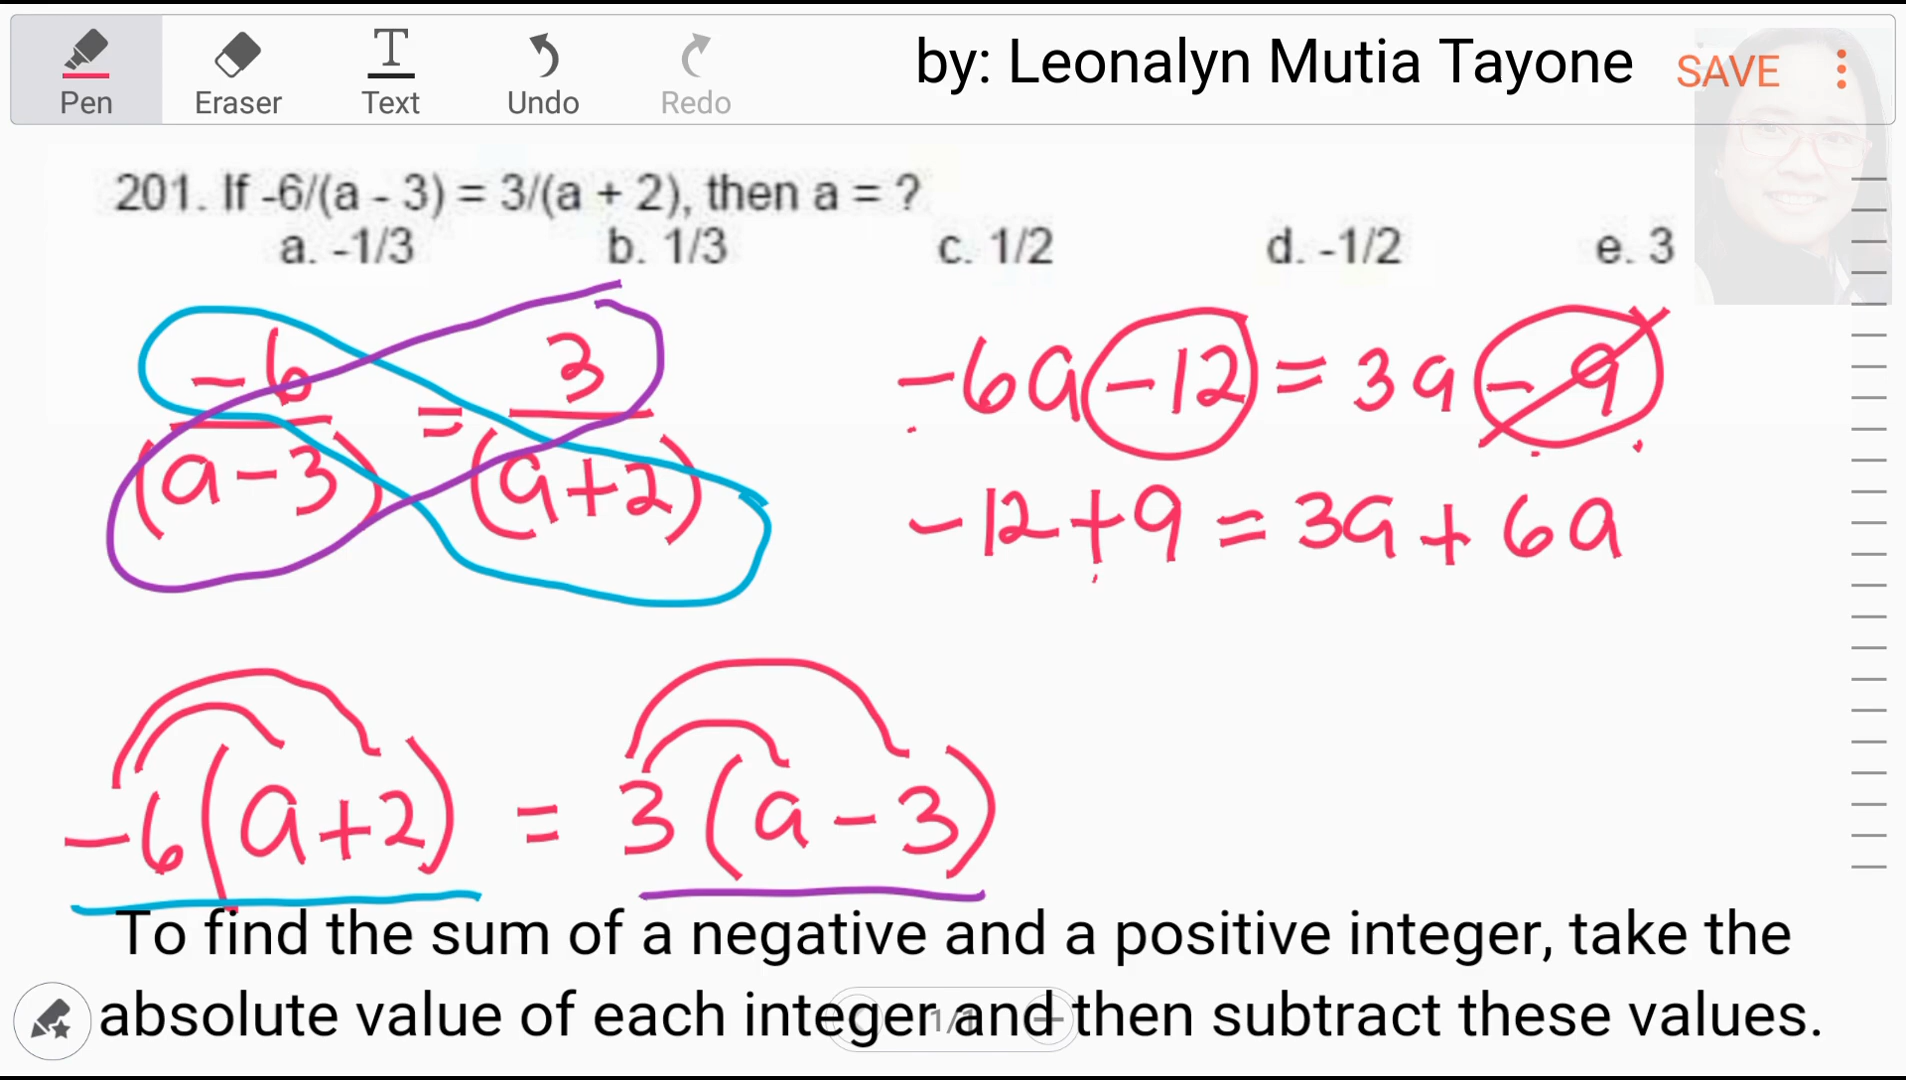 Pen Eraser Text Undo Redo by: Leonalyn Mutia Tayone SAVE
201. If -6/(a - 3) = 3/(a + 2), then a = ?
a. -1/3 b. 1/3 c. 1/2 d. -1/2 e. 3
-6/(a-3) = 3/(a+2)
-6a -12 = 3a - 9
-12 + 9 = 3a + 6a
-6(a+2) = 3(a-3)
To find the sum of a negative and a positive integer, take the
absolute value of each integer and then subtract these values.
1/1